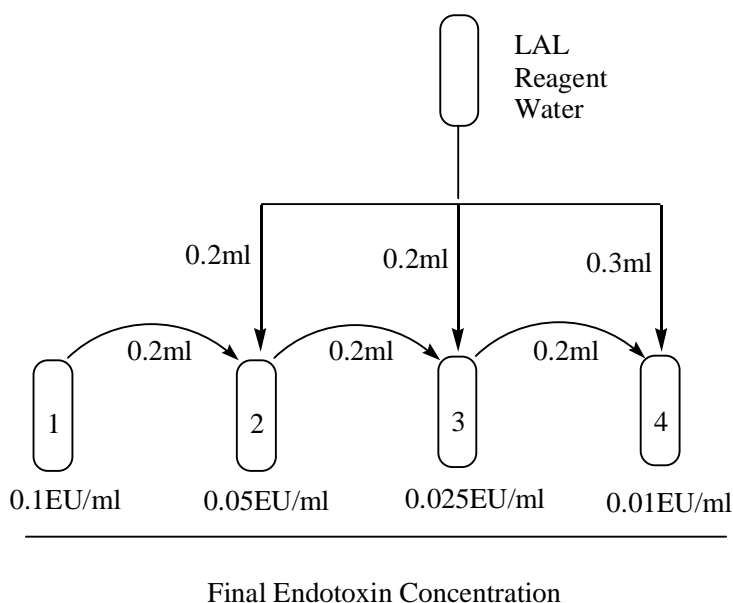 LAL
Reagent
Water
0.2ml
0.2ml
0.3ml
0.2ml
0.2ml
0.2ml
1
2
3
4
0.1EU/ml
0.05EU/ml
0.025EU/ml
0.01EU/ml
Final Endotoxin Concentration